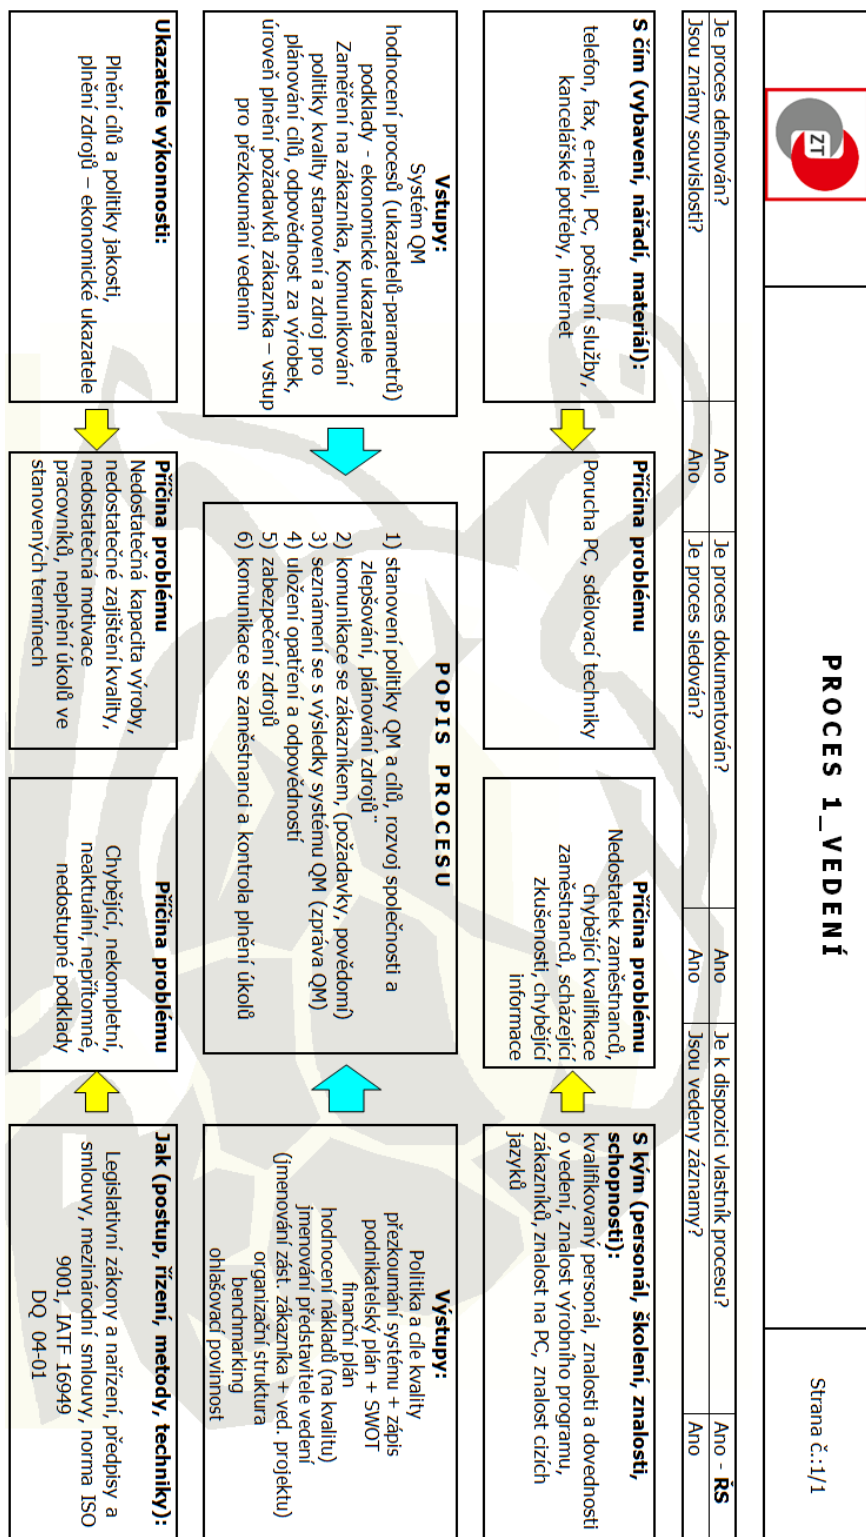 ZT
PROCES 1_VEDENÍ
Strana č.:1/1
Je proces definován?
Ano
Je proces dokumentován?
Ano
Je k dispozici vlastník procesu?
Ano - ŘS
Jsou známy souvislosti?
Ano
Je proces sledován?
Ano
Jsou vedeny záznamy?
Ano
S čím (vybavení, nářadí, materiál):
telefon, fax, e-mail, PC, poštovní služby,
kancelářské potřeby, internet
Příčina problému
Porucha PC, sdělovací techniky
Příčina problému
Nedostatek zaměstnanců,
chybějící kvalifikace
zaměstnanců, scházející
zkušenosti, chybějící
informace
S kým (personál, školení, znalosti,
schopnosti):
kvalifikovaný personál, znalosti a dovednosti
o vedení, znalost výrobního programu,
zákazníků, znalost na PC, znalost cizích
jazyků
Vstupy:
Systém QM
hodnocení procesů (ukazatelů-parametrů)
podklady - ekonomické ukazatele
Zaměření na zákazníka, Komunikování
politiky kvality stanovení a zdroj pro
plánování cílů, odpovědnost za výrobek,
úroveň plnění požadavků zákazníka – vstup
pro přezkoumání vedením
POPIS PROCESU
1) stanovení politiky QM a cílů, rozvoj společnosti a
zlepšování, plánování zdrojů¨
2) komunikace se zákazníkem, (požadavky, povědomí)
3) seznámení se s výsledky systému QM (zpráva QM)
4) uložení opatření a odpovědností
5) zabezpečení zdrojů
6) komunikace se zaměstnanci a kontrola plnění úkolů
Výstupy:
Politika a cíle kvality
přezkoumání systému + zápis
podnikatelský plán + SWOT
finanční plán
hodnocení nákladů (na kvalitu)
jmenování představitele vedení
(jmenování zást. zákazníka + ved. projektu)
organizační struktura
benchmarking
ohlašovací povinnost
Ukazatele výkonnosti:
Plnění cílů a politiky jakosti,
plnění zdrojů – ekonomické ukazatele
Příčina problému
Nedostatečná kapacita výroby,
nedostatečné zajištění kvality,
nedostatečná motivace
pracovníků, neplnění úkolů ve
stanovených termínech
Příčina problému
Chybějící, nekompletní,
neaktuální, nepřítomné,
nedostupné podklady
Jak (postup, řízení, metody, techniky):
Legislativní zákony a nařízení, předpisy a
smlouvy, mezinárodní smlouvy, norma ISO
9001, IATF 16949
DQ 04-01